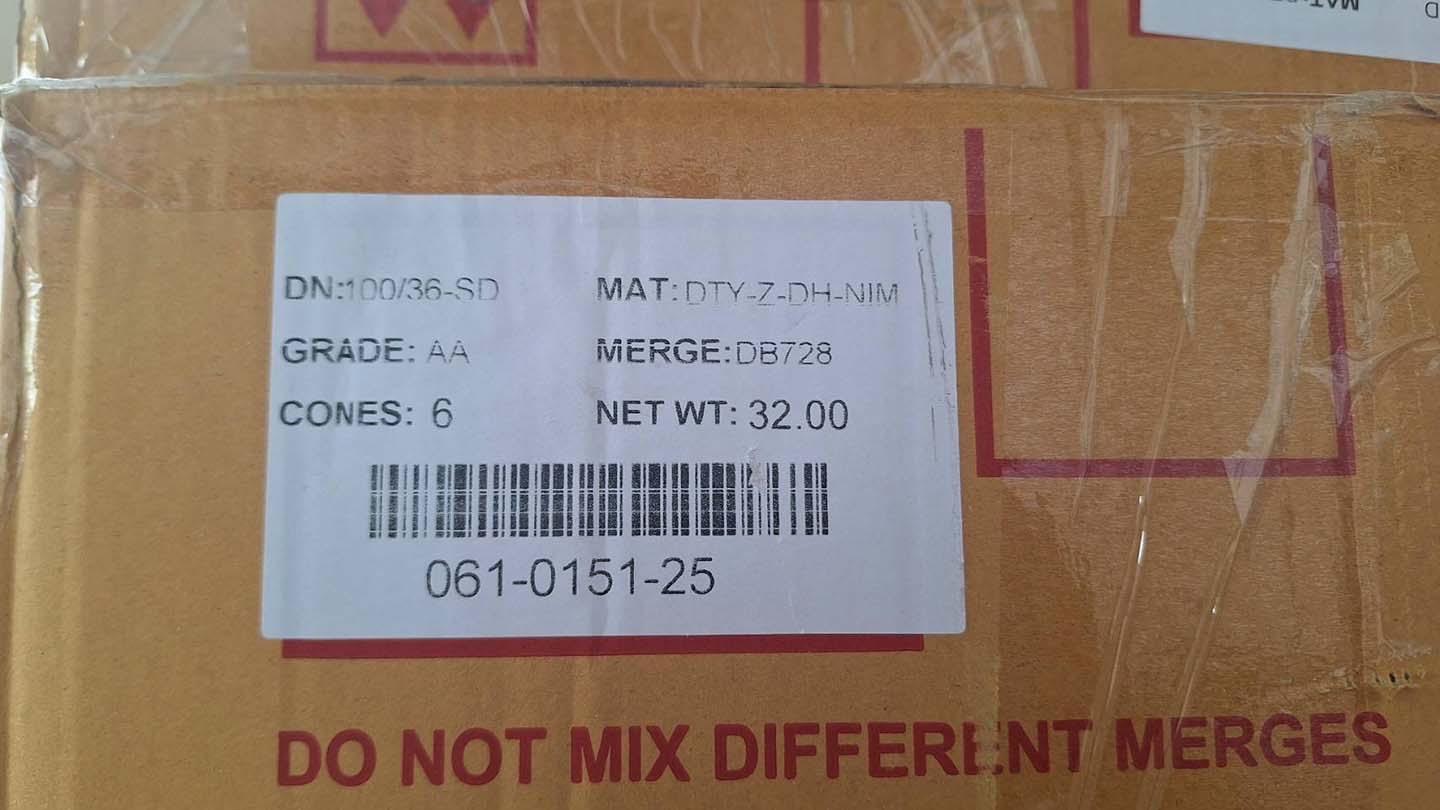 DN:100/36-SD MAT: DTY-Z-DH-NIM
GRADE: AA MERGE:DB728
CONES: 6 NET WT: 32.00
061-0151-25
DO NOT MIX DIFFERENT MERGES